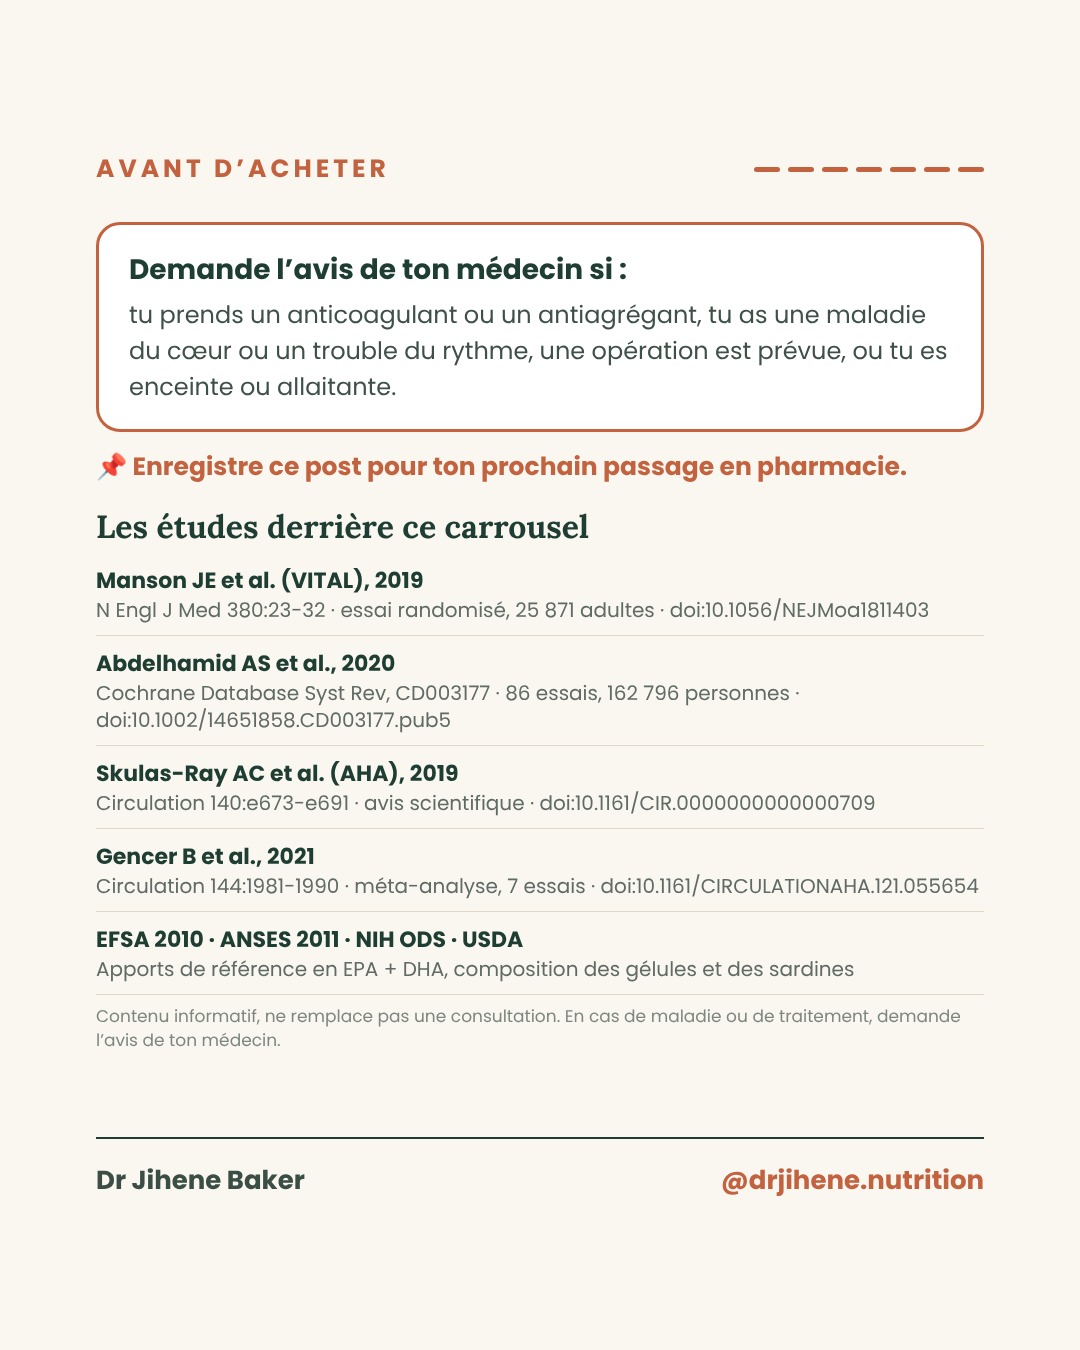 AVANT D’ACHETER
Demande l’avis de ton médecin si :
tu prends un anticoagulant ou un antiagrégant, tu as une maladie
du cœur ou un trouble du rythme, une opération est prévue, ou tu es
enceinte ou allaitante.
📌 Enregistre ce post pour ton prochain passage en pharmacie.
Les études derrière ce carrousel
Manson JE et al. (VITAL), 2019
N Engl J Med 380:23-32 · essai randomisé, 25 871 adultes · doi:10.1056/NEJMoa1811403
Abdelhamid AS et al., 2020
Cochrane Database Syst Rev, CD003177 · 86 essais, 162 796 personnes ·
doi:10.1002/14651858.CD003177.pub5
Skulas-Ray AC et al. (AHA), 2019
Circulation 140:e673-e691 · avis scientifique · doi:10.1161/CIR.0000000000000709
Gencer B et al., 2021
Circulation 144:1981-1990 · méta-analyse, 7 essais · doi:10.1161/CIRCULATIONAHA.121.055654
EFSA 2010 · ANSES 2011 · NIH ODS · USDA
Apports de référence en EPA + DHA, composition des gélules et des sardines
Contenu informatif, ne remplace pas une consultation. En cas de maladie ou de traitement, demande
l’avis de ton médecin.
Dr Jihene Baker
@drjihene.nutrition